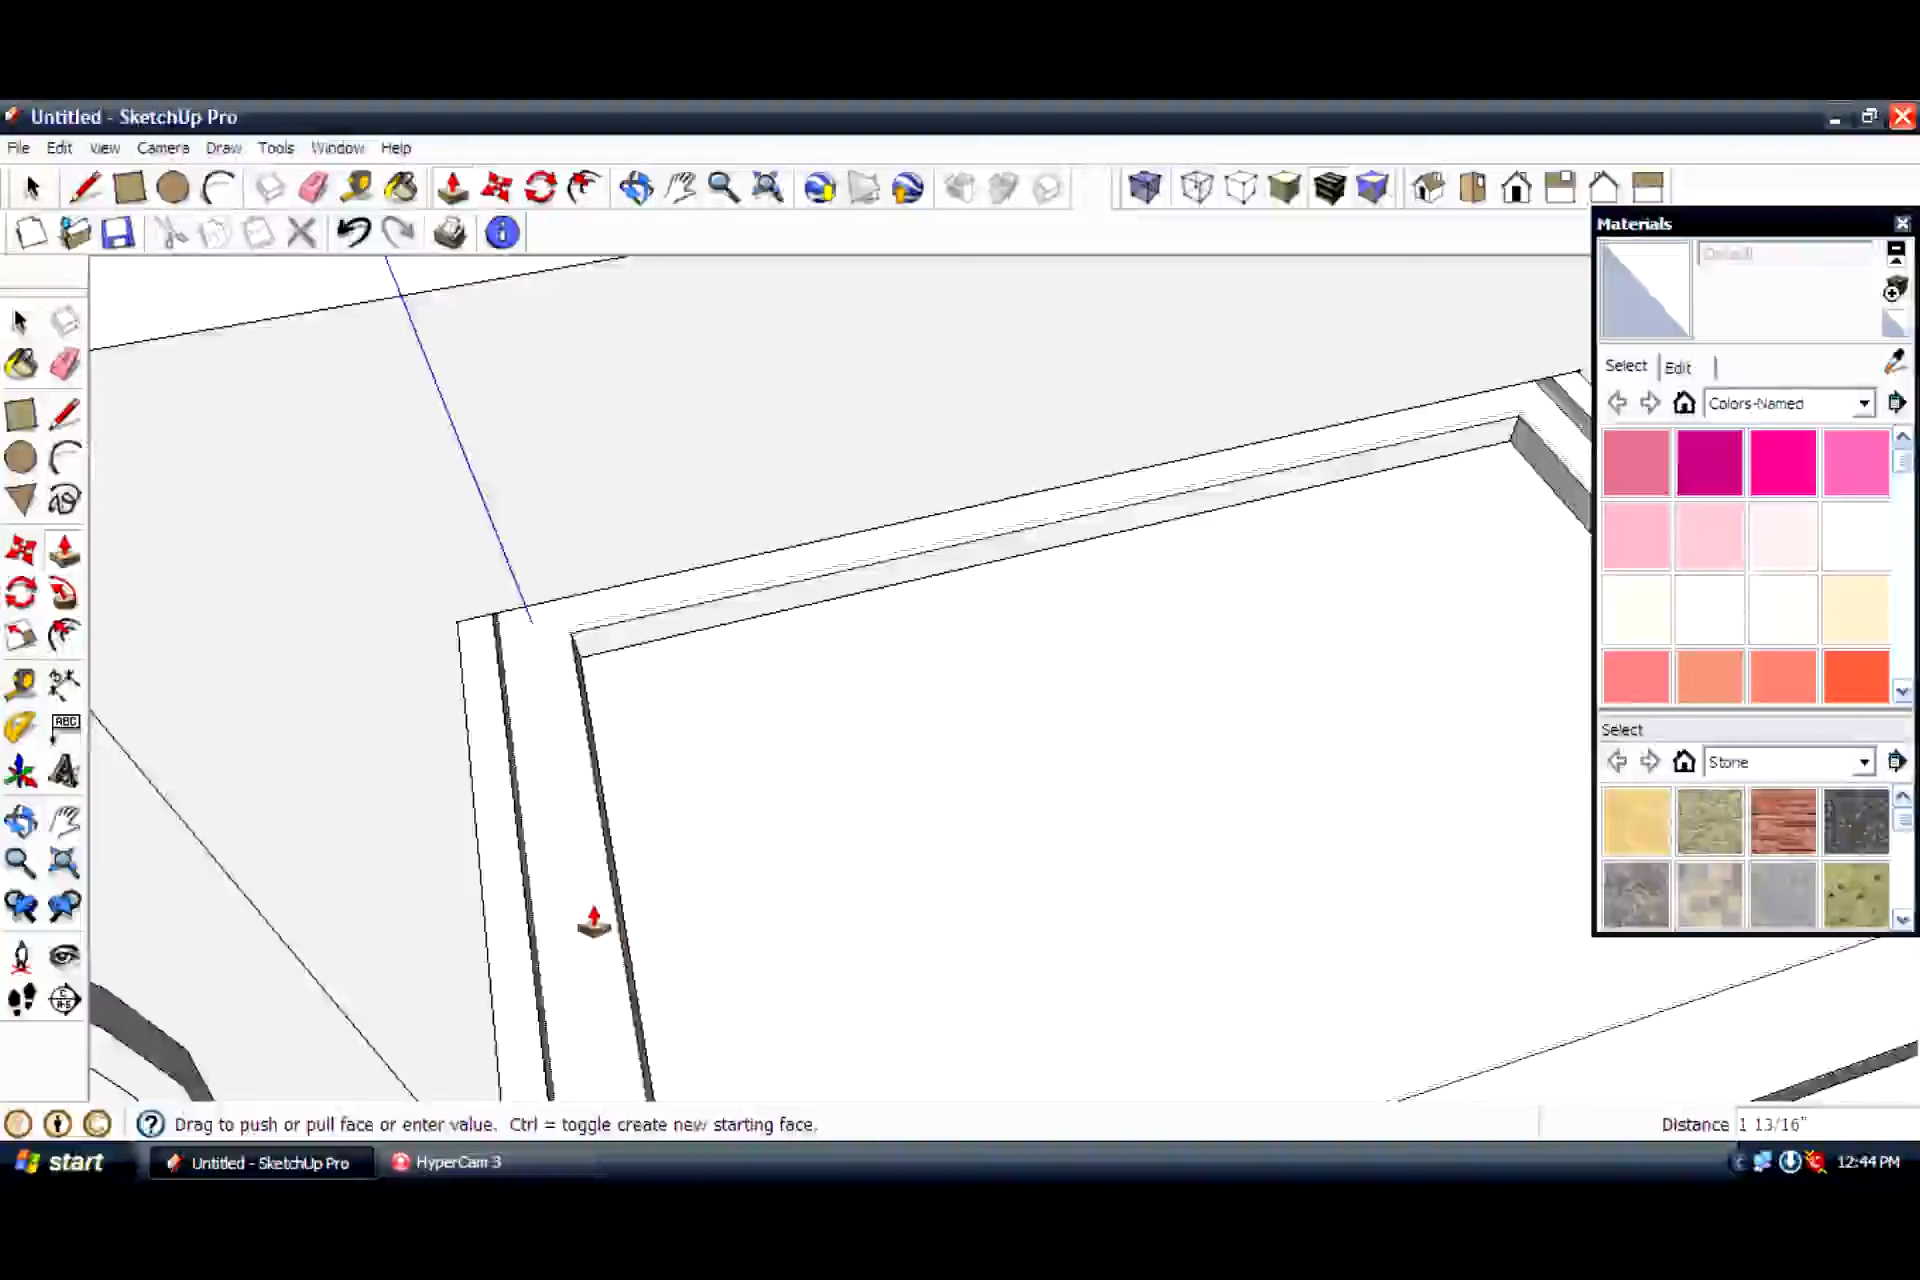 Untitled - SketchUp Pro
File Edit View Camera Draw Tools Window Help
Materials
Default
Select Edit
Colors-Named
Select
Stone
ABC
Drag to push or pull face or enter value. Ctrl = toggle create new starting face.
Distance 1 13/16"
start Untitled - SketchUp Pro HyperCam 3 12:44 PM